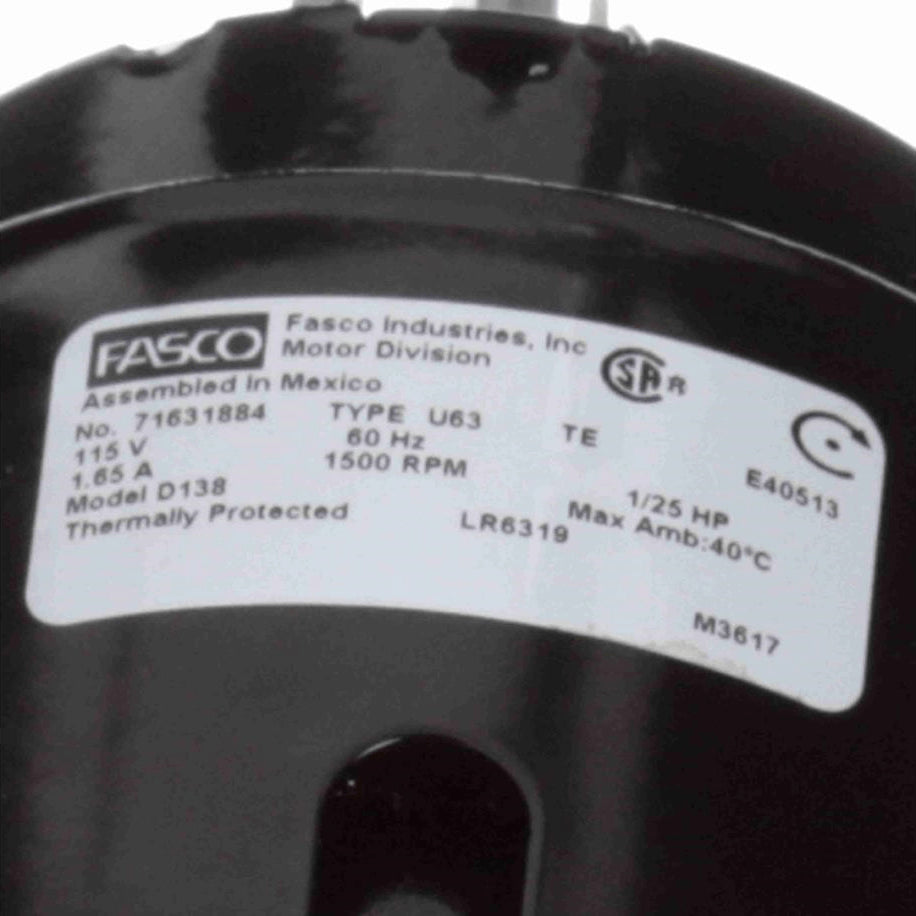 FASCO
Fasco Industries, Inc
Motor Division
Assembled In Mexico
No. 71631884 TYPE U63 TE
115 V 60 Hz
1.65 A 1500 RPM
Model D138
Thermally Protected
LR6319
SA R
E40513
1/25 HP
Max Amb:40°C
M3617